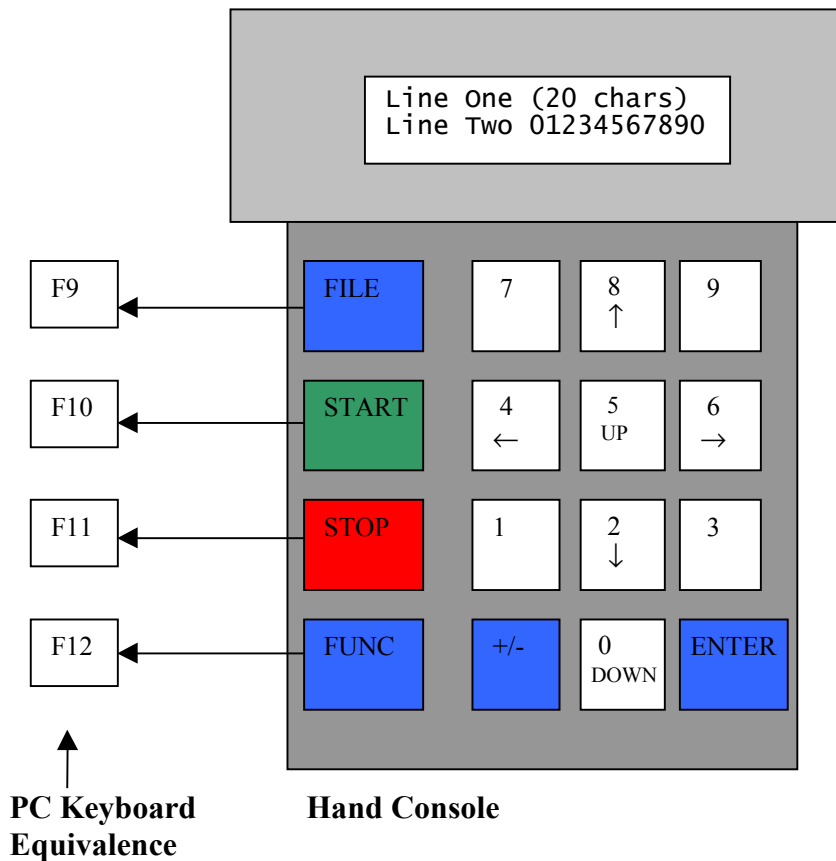 Line One (20 chars)
Line Two 01234567890
F9 FILE 7 8 9
↑
F10 START 4 5 6
← UP →
F11 STOP 1 2 3
↓
F12 FUNC +/- 0 ENTER
DOWN
PC Keyboard Hand Console
Equivalence